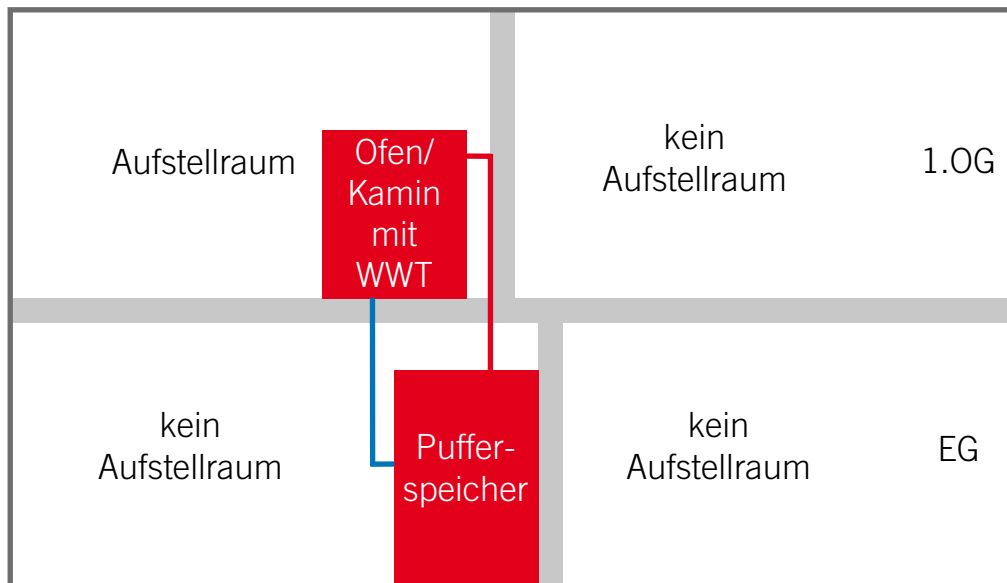 Aufstellraum
Ofen/
Kamin
mit
WWT
kein
Aufstellraum
1.OG
kein
Aufstellraum
Puffer-
speicher
kein
Aufstellraum
EG